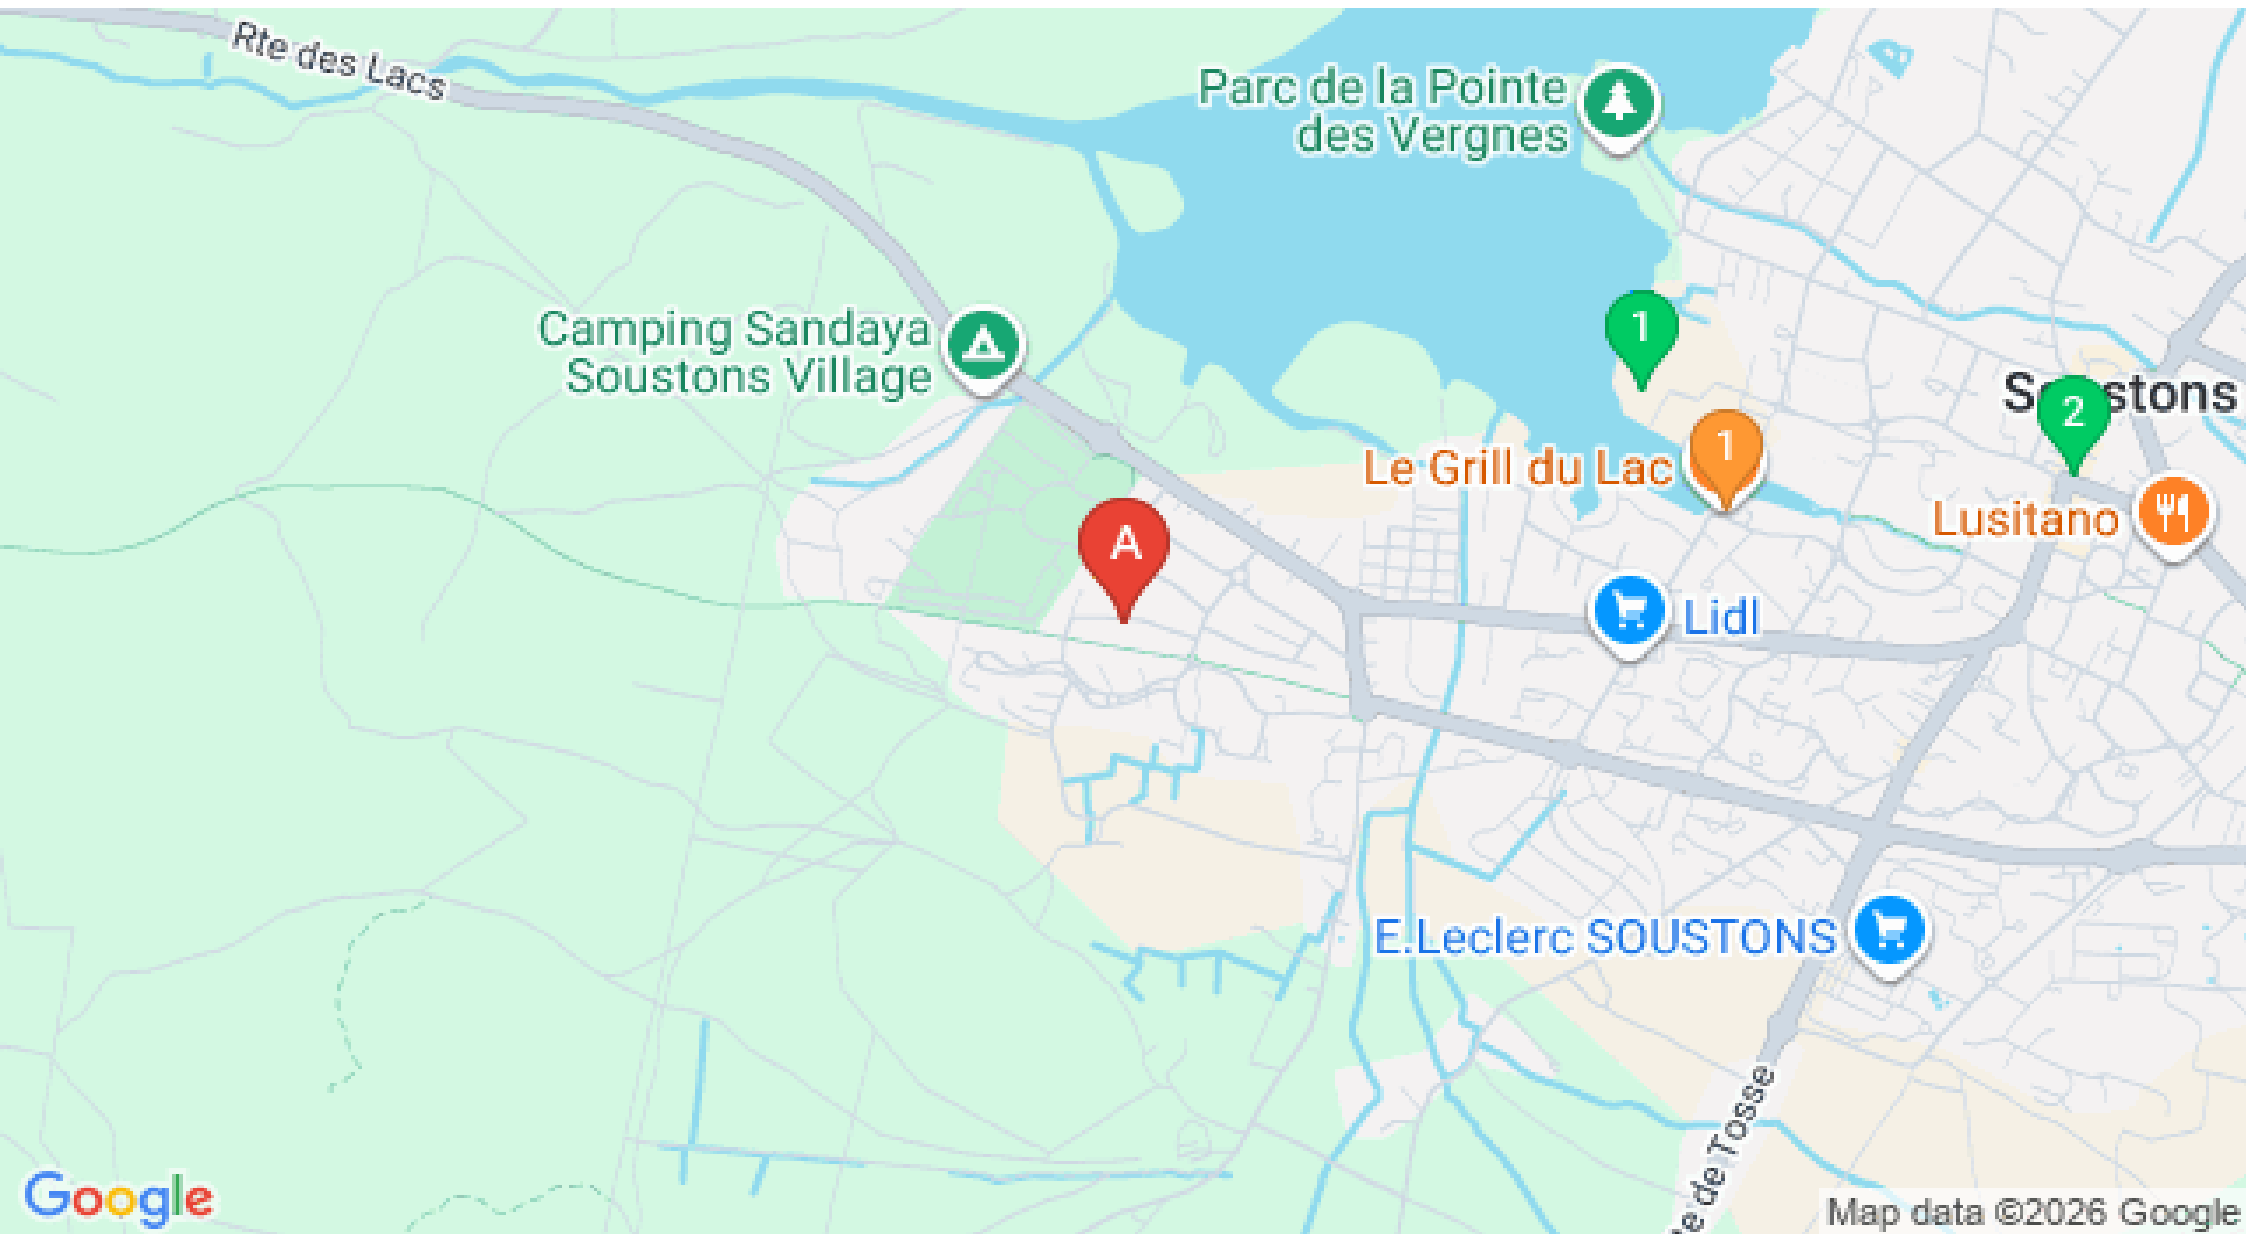 Rte des Lacs
Parc de la Pointe
des Vergnes
Camping Sandaya
Soustons Village
1
2
Le Grill du Lac
1
Lusitano
A
Lidl
E.Leclerc SOUSTONS
de Tosse
Google
Map data ©2026 Google